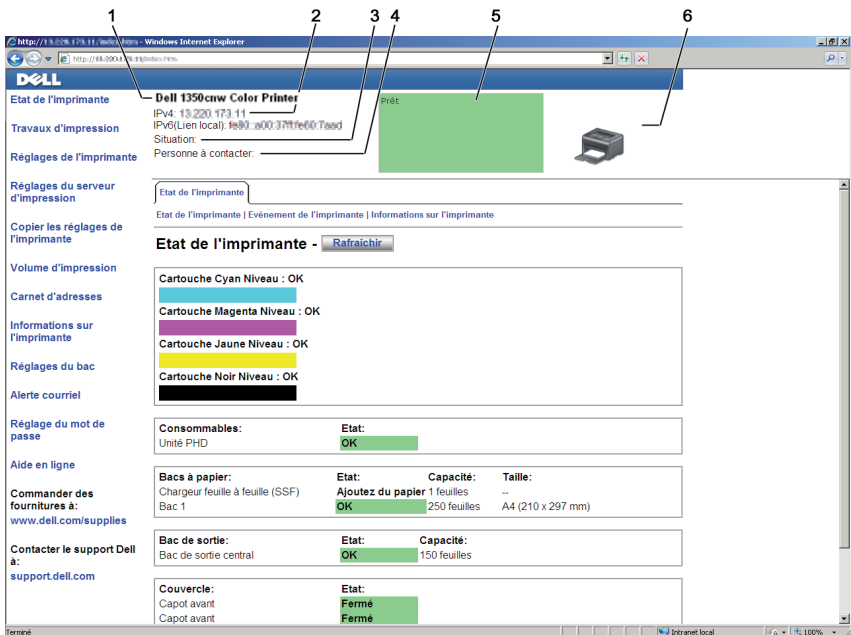 1 2 3 4 5 6
- Windows Internet Explorer
DELL
Etat de l'imprimante
Travaux d'impression
Réglages de l'imprimante
Réglages du serveur
d'impression
Copier les réglages de
l'imprimante
Volume d'impression
Carnet d'adresses
Informations sur
l'imprimante
Réglages du bac
Alerte courriel
Réglage du mot de
passe
Aide en ligne
Commander des
fournitures à:
www.dell.com/supplies
Contacter le support Dell
à:
support.dell.com
Dell 1350cnw Color Printer
IPv4:
IPv6(Lien local):
Situation:
Personne à contacter:
Prêt
Etat de l'imprimante
Etat de l'imprimante | Evénement de l'imprimante | Informations sur l'imprimante
Etat de l'imprimante - Rafraichir
Cartouche Cyan Niveau : OK
Cartouche Magenta Niveau : OK
Cartouche Jaune Niveau : OK
Cartouche Noir Niveau : OK
Consommables: Etat:
Unité PHD OK
Bacs à papier: Etat: Capacité: Taille:
Chargeur feuille à feuille (SSF) Ajoutez du papier 1 feuilles --
Bac 1 OK 250 feuilles A4 (210 x 297 mm)
Bac de sortie: Etat: Capacité:
Bac de sortie central OK 150 feuilles
Couvercle: Etat:
Capot avant Fermé
Capot avant Fermé
Terminé Intranet local 100%